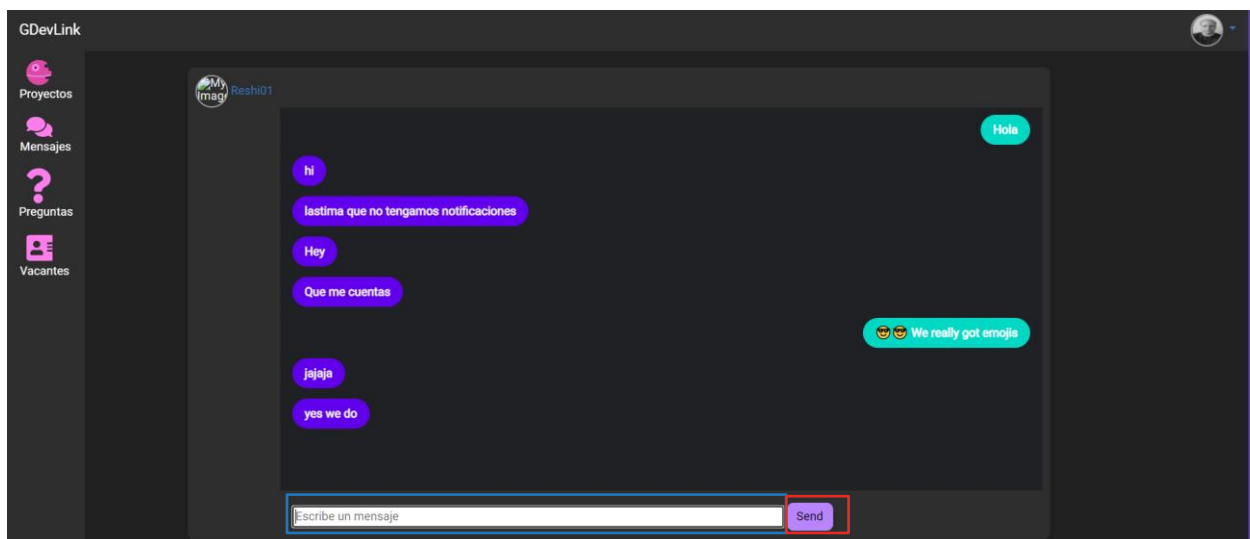 GDevLink
Proyectos
Mensajes
Preguntas
Vacantes
My
Reshi01
Hola
hi
lastima que no tengamos notificaciones
Hey
Que me cuentas
😎😎 We really got emojis
jajaja
yes we do
Escribe un mensaje
Send